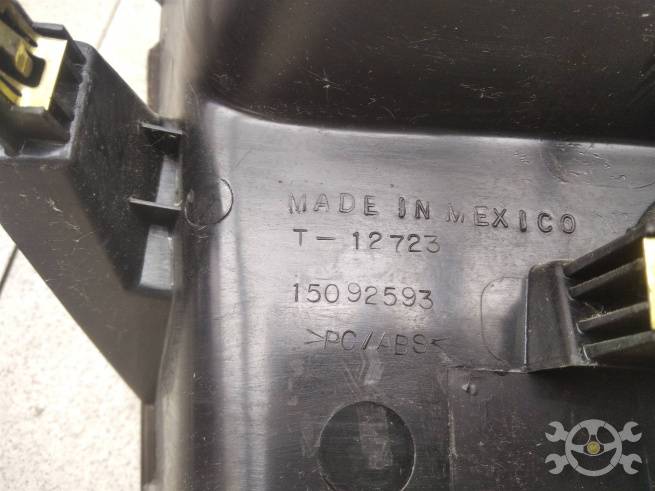 MADE IN MEXICO
T-12723
15092593
>PC/ABS<